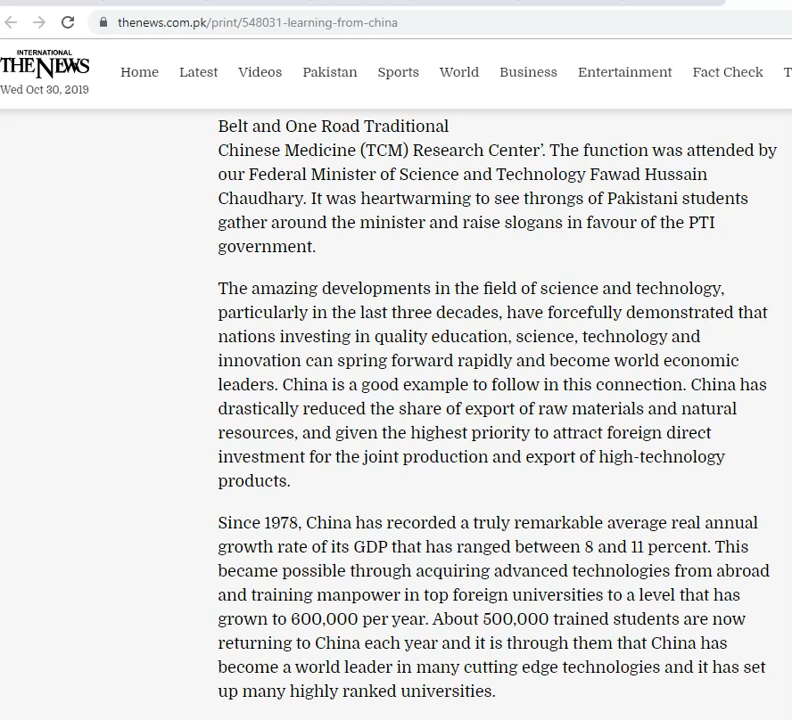 thenews.com.pk/print/548031-learning-from-china
INTERNATIONAL
THE NEWS
Wed Oct 30, 2019
Home Latest Videos Pakistan Sports World Business Entertainment Fact Check T
Belt and One Road Traditional
Chinese Medicine (TCM) Research Center’. The function was attended by
our Federal Minister of Science and Technology Fawad Hussain
Chaudhary. It was heartwarming to see throngs of Pakistani students
gather around the minister and raise slogans in favour of the PTI
government.
The amazing developments in the field of science and technology,
particularly in the last three decades, have forcefully demonstrated that
nations investing in quality education, science, technology and
innovation can spring forward rapidly and become world economic
leaders. China is a good example to follow in this connection. China has
drastically reduced the share of export of raw materials and natural
resources, and given the highest priority to attract foreign direct
investment for the joint production and export of high-technology
products.
Since 1978, China has recorded a truly remarkable average real annual
growth rate of its GDP that has ranged between 8 and 11 percent. This
became possible through acquiring advanced technologies from abroad
and training manpower in top foreign universities to a level that has
grown to 600,000 per year. About 500,000 trained students are now
returning to China each year and it is through them that China has
become a world leader in many cutting edge technologies and it has set
up many highly ranked universities.